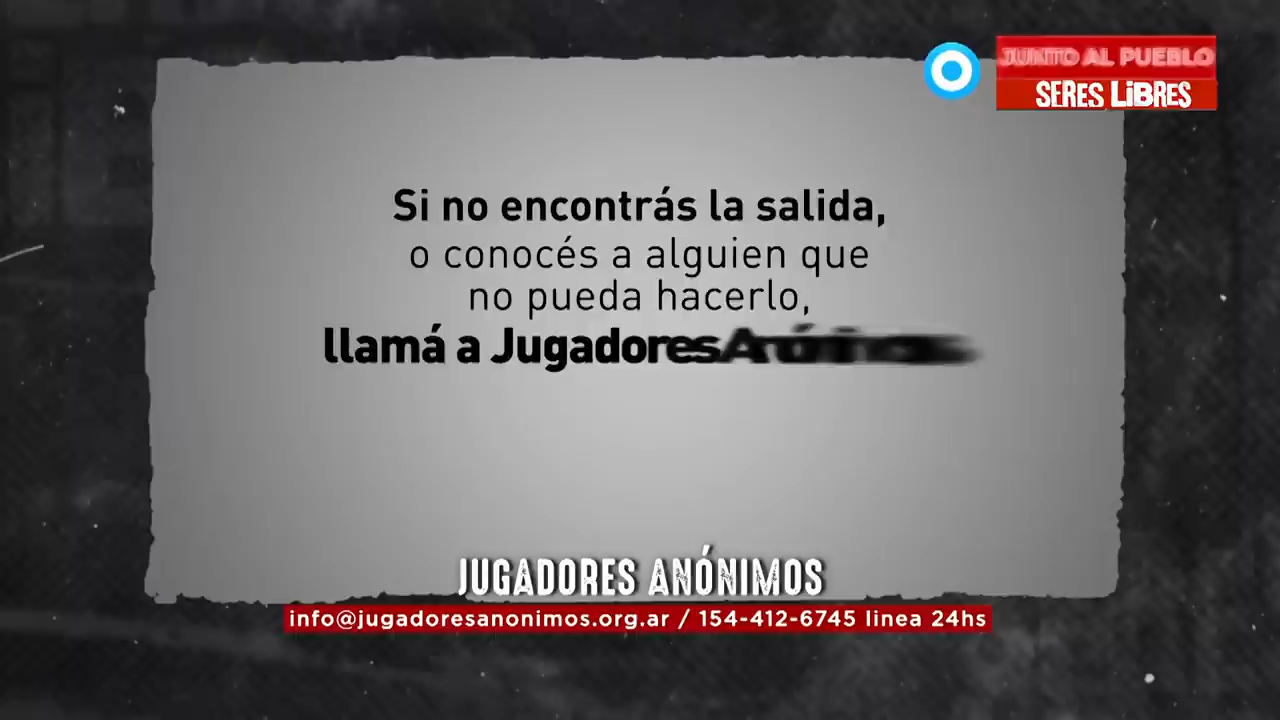 JUNTO AL PUEBLO
SERES LIBRES
Si no encontrás la salida,
o conocés a alguien que
no pueda hacerlo,
llamá a Jugadores Anónimos
JUGADORES ANÓNIMOS
info@jugadoresanonimos.org.ar / 154-412-6745 linea 24hs